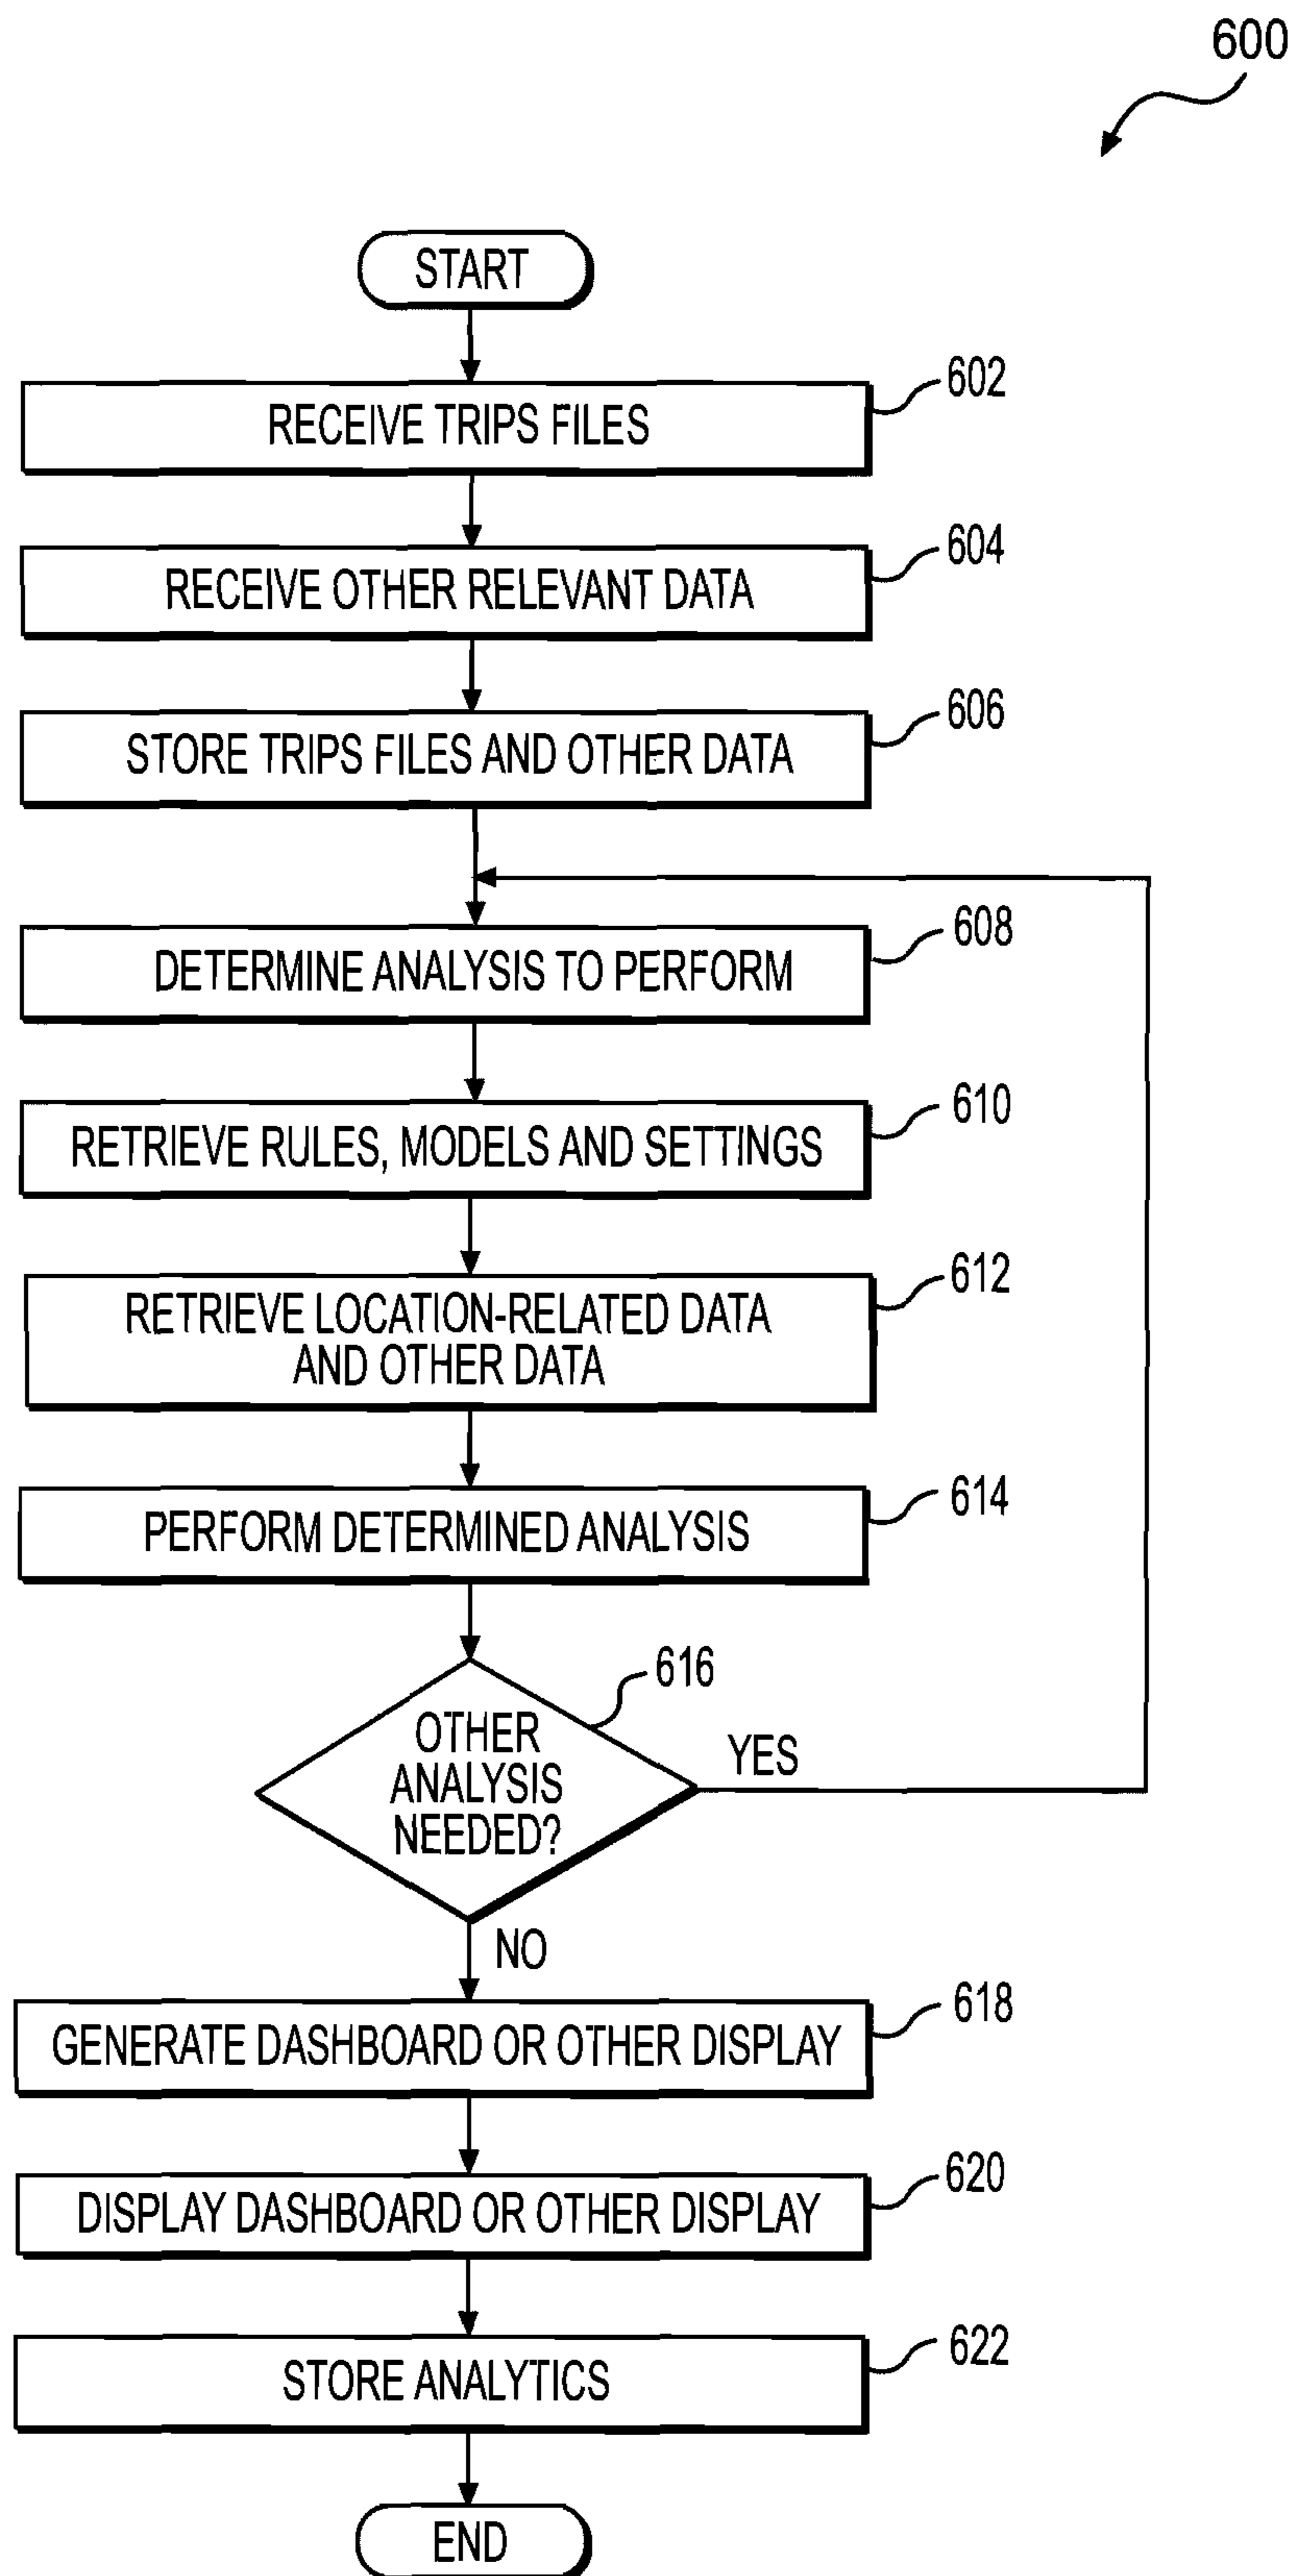 600
START
602
RECEIVE TRIPS FILES
604
RECEIVE OTHER RELEVANT DATA
606
STORE TRIPS FILES AND OTHER DATA
608
DETERMINE ANALYSIS TO PERFORM
610
RETRIEVE RULES, MODELS AND SETTINGS
612
RETRIEVE LOCATION-RELATED DATA
AND OTHER DATA
614
PERFORM DETERMINED ANALYSIS
616
OTHER
ANALYSIS
NEEDED?
YES
NO
618
GENERATE DASHBOARD OR OTHER DISPLAY
620
DISPLAY DASHBOARD OR OTHER DISPLAY
622
STORE ANALYTICS
END